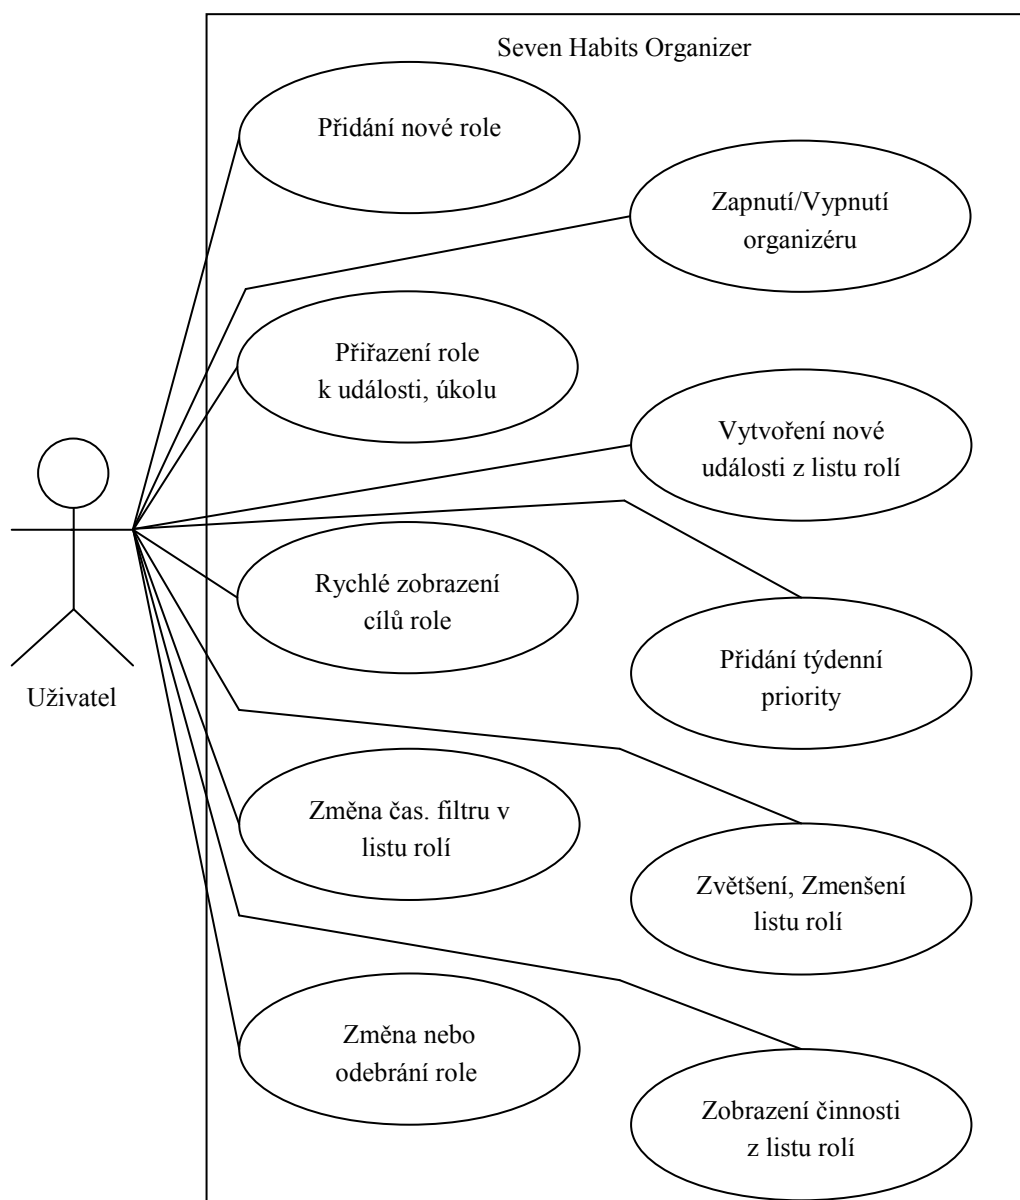 Seven Habits Organizer
Přidání nové role
Zapnutí/Vypnutí
organizéru
Přiřazení role
k události, úkolu
Vytvoření nové
události z listu rolí
Rychlé zobrazení
cílů role
Přidání týdenní
priority
Uživatel
Změna čas. filtru v
listu rolí
Zvětšení, Zmenšení
listu rolí
Změna nebo
odebrání role
Zobrazení činnosti
z listu rolí